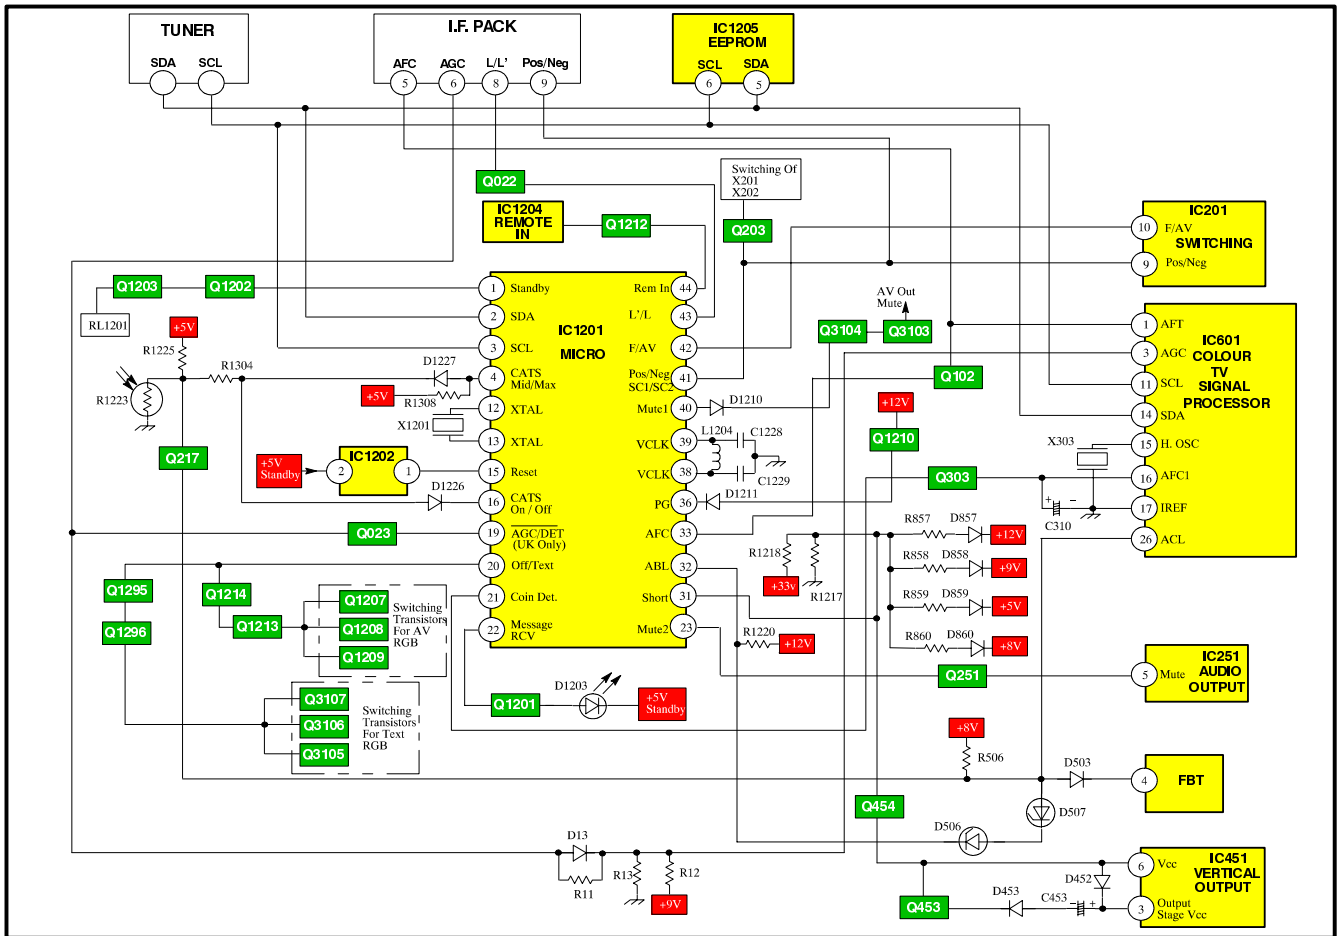 TUNER
SDA SCL
I.F. PACK
AFC AGC L/L' Pos/Neg
5 6 8 9
IC1205
EEPROM
SCL SDA
6 5
Q022
Switching Of
X201
X202
IC1204
REMOTE
IN
Q1212
Q203
IC201
SWITCHING
10 F/AV
9 Pos/Neg
Q1203
Q1202
RL1201
+5V
R1225
R1304
R1223
D1227
+5V
R1308
X1201
Q217
+5V
Standby
IC1202
2 1
D1226
Q023
IC1201
MICRO
1 Standby
2 SDA
3 SCL
4 CATS
Mid/Max
12 XTAL
13 XTAL
15 Reset
16 CATS
On / Off
19 AGC/DET
(UK Only)
20 Off/Text
21 Coin Det.
22 Message
RCV
Rem In 44
L'/L 43
F/AV 42
Pos/Neg
SC1/SC2 41
Mute1 40
VCLK 39
VCLK 38
PG 36
AFC 33
ABL 32
Short 31
Mute2 23
AV Out
Mute
Q3104
Q3103
Q102
D1210
+12V
Q1210
L1204
C1228
C1229
D1211
Q303
X303
C310
+ -
IC601
COLOUR
TV
SIGNAL
PROCESSOR
1 AFT
3 AGC
11 SCL
14 SDA
15 H. OSC
16 AFC1
17 IREF
26 ACL
R1218
+33v
R1217
R857 D857
+12V
R858 D858
+9V
R859 D859
+5V
R860 D860
+8V
R1220
+12V
Q251
IC251
AUDIO
OUTPUT
5 Mute
Q1295
Q1214
Q1296
Q1213
Q1207
Q1208
Q1209
Switching
Transistors
For AV
RGB
Q3107
Q3106
Q3105
Switching
Transistors
For Text
RGB
Q1201
D1203
+5V
Standby
+8V
R506
D503
4 FBT
Q454
D506
D507
D13
R11
R13
R12
+9V
IC451
VERTICAL
OUTPUT
6 Vcc
D452
3 Output
Stage Vcc
Q453
D453
C453
- +